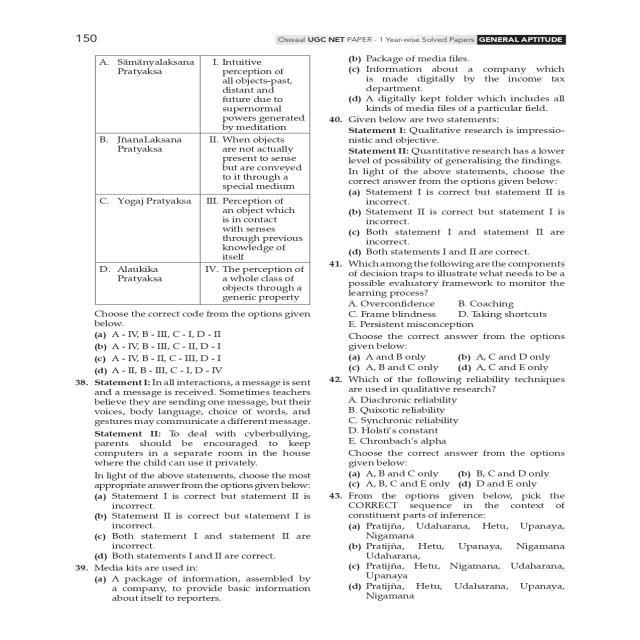 150
Oswaal UGC NET PAPER - 1 Year-wise Solved Papers GENERAL APTITUDE
A. Sāmānyalaksana
Pratyaksa
I. Intuitive
perception of
all objects-past,
distant and
future due to
supernormal
powers generated
by meditation
B. JñanaLaksana
Pratyaksa
II. When objects
are not actually
present to sense
but are conveyed
to it through a
special medium
C. Yogaj Pratyaksa
III. Perception of
an object which
is in contact
with senses
through previous
knowledge of
itself
D. Alaukika
Pratyaksa
IV. The perception of
a whole class of
objects through a
generic property
Choose the correct code from the options given
below.
(a) A - IV, B - III, C - I, D - II
(b) A - IV, B - III, C - II, D - I
(c) A - IV, B - II, C - III, D - I
(d) A - II, B - III, C - I, D - IV
38. Statement I: In all interactions, a message is sent
and a message is received. Sometimes teachers
believe they are sending one message, but their
voices, body language, choice of words, and
gestures may communicate a different message.
Statement II: To deal with cyberbullying,
parents should be encouraged to keep
computers in a separate room in the house
where the child can use it privately.
In light of the above statements, choose the most
appropriate answer from the options given below:
(a) Statement I is correct but statement II is
incorrect.
(b) Statement II is correct but statement I is
incorrect.
(c) Both statement I and statement II are
incorrect.
(d) Both statements I and II are correct.
39. Media kits are used in:
(a) A package of information, assembled by
a company, to provide basic information
about itself to reporters.
(b) Package of media files.
(c) Information about a company which
is made digitally by the income tax
department.
(d) A digitally kept folder which includes all
kinds of media files of a particular field.
40. Given below are two statements:
Statement I: Qualitative research is impressio-
nistic and objective.
Statement II: Quantitative research has a lower
level of possibility of generalising the findings.
In light of the above statements, choose the
correct answer from the options given below:
(a) Statement I is correct but statement II is
incorrect.
(b) Statement II is correct but statement I is
incorrect.
(c) Both statement I and statement II are
incorrect.
(d) Both statements I and II are correct.
41. Which among the following are the components
of decision traps to illustrate what needs to be a
possible evaluatory framework to monitor the
learning process?
A. Overconfidence B. Coaching
C. Frame blindness D. Taking shortcuts
E. Persistent misconception
Choose the correct answer from the options
given below:
(a) A and B only (b) A, C and D only
(c) A, B and C only (d) A, C and E only
42. Which of the following reliability techniques
are used in qualitative research?
A. Diachronic reliability
B. Quixotic reliability
C. Synchronic reliability
D. Holsti's constant
E. Chronbach's alpha
Choose the correct answer from the options
given below:
(a) A, B and C only (b) B, C and D only
(c) A, B, C and E only (d) D and E only
43. From the options given below, pick the
CORRECT sequence in the context of
constituent parts of inference:
(a) Pratijña, Udaharana, Hetu, Upanaya,
Nigamana
(b) Pratijña, Hetu, Upanaya, Nigamana
Udaharana,
(c) Pratijña, Hetu, Nigamana, Udaharana,
Upanaya
(d) Pratijña, Hetu, Udaharana, Upanaya,
Nigamana